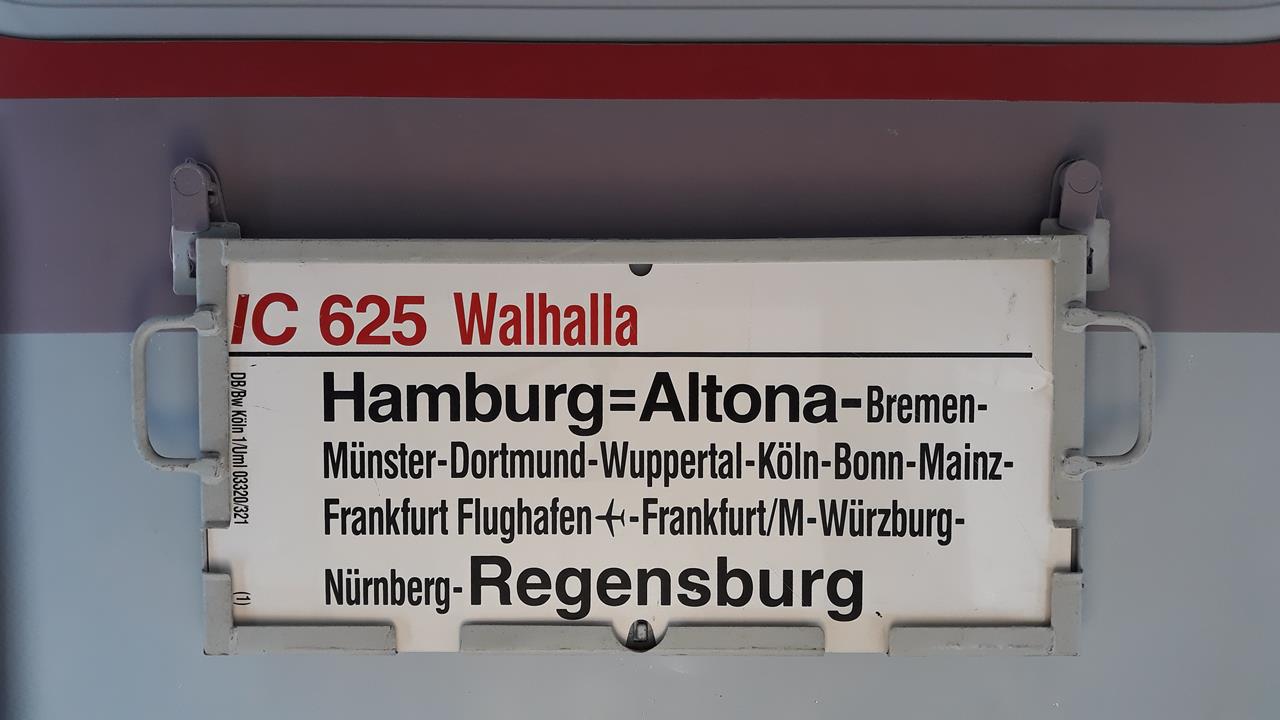 IC 625 Walhalla
Hamburg=Altona-Bremen-
Münster-Dortmund-Wuppertal-Köln-Bonn-Mainz-
Frankfurt Flughafen✈-Frankfurt/M-Würzburg-
Nürnberg-Regensburg
DB/Bw Köln 1/Uml 03320/321
(1)